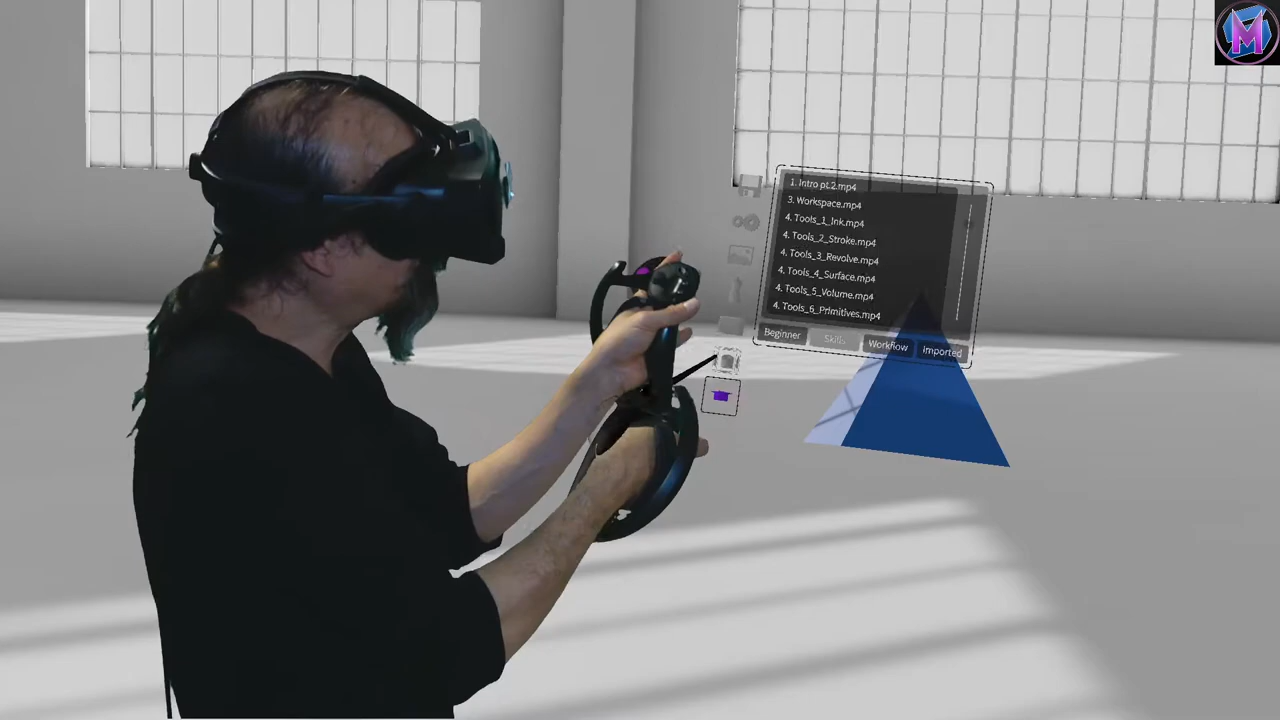 M
1. Intro pt.2.mp4
3. Workspace.mp4
4. Tools_1_Ink.mp4
4. Tools_2_Stroke.mp4
4. Tools_3_Revolve.mp4
4. Tools_4_Surface.mp4
4. Tools_5_Volume.mp4
4. Tools_6_Primitives.mp4
Beginner Skills Workflow Imported